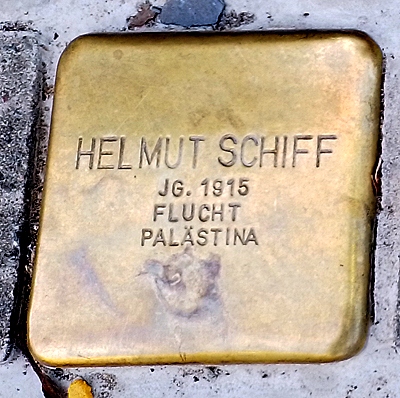 HELMUT SCHIFF
JG. 1915
FLUCHT
PALÄSTINA